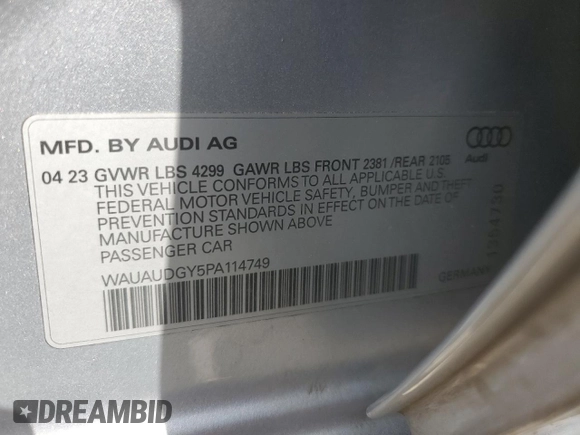 MFD. BY AUDI AG
Audi
04 23 GVWR LBS 4299 GAWR LBS FRONT 2381 /REAR 2105
THIS VEHICLE CONFORMS TO ALL APPLICABLE U.S.
FEDERAL MOTOR VEHICLE SAFETY, BUMPER AND THEFT
PREVENTION STANDARDS IN EFFECT ON THE DATE OF
MANUFACTURE SHOWN ABOVE
PASSENGER CAR
WAUAUDGY5PA114749
GERMANY
DREAMBID